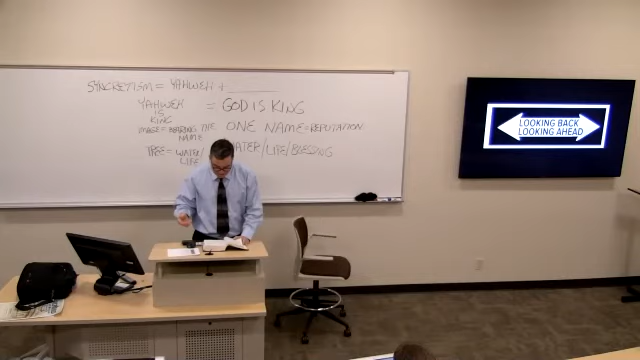 SYNCRETISM = YAHWEH +
YAHWEH = GOD IS KING
IS
KING
IMAGE = BEARING THE ONE NAME = REPUTATION
NAME
TREE = WATER/ WATER/LIFE/BLESSING
LIFE
LOOKING BACK
LOOKING AHEAD